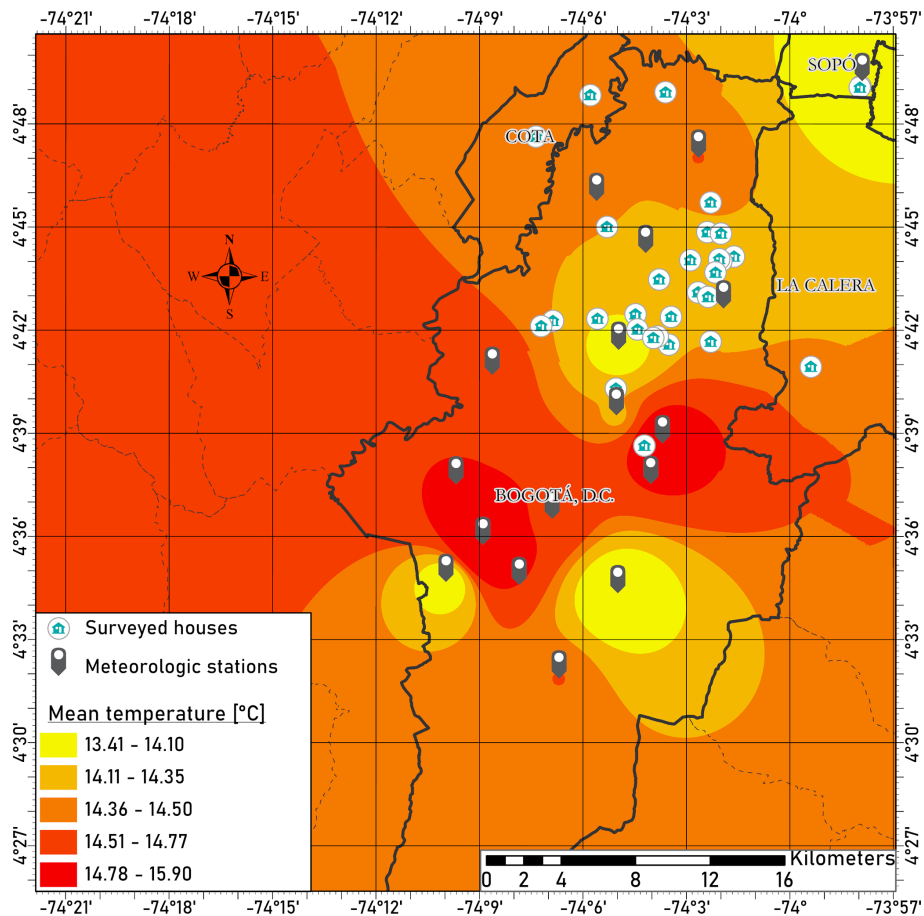 -74°21' -74°18' -74°15' -74°12' -74°9' -74°6' -74°3' -74° -73°57'
SOPÓ
4°48' 4°48'
COTA
4°45' 4°45'
N
W E
S
LA CALERA
4°42' 4°42'
4°39' 4°39'
BOGOTÁ, D.C.
4°36' 4°36'
Surveyed houses
4°33' 4°33'
Meteorologic stations
Mean temperature [°C]
4°30' 4°30'
13.41 - 14.10
14.11 - 14.35
14.36 - 14.50
4°27' 4°27'
14.51 - 14.77
14.78 - 15.90
Kilometers
0 2 4 8 12 16
-74°21' -74°18' -74°15' -74°12' -74°9' -74°6' -74°3' -74° -73°57'